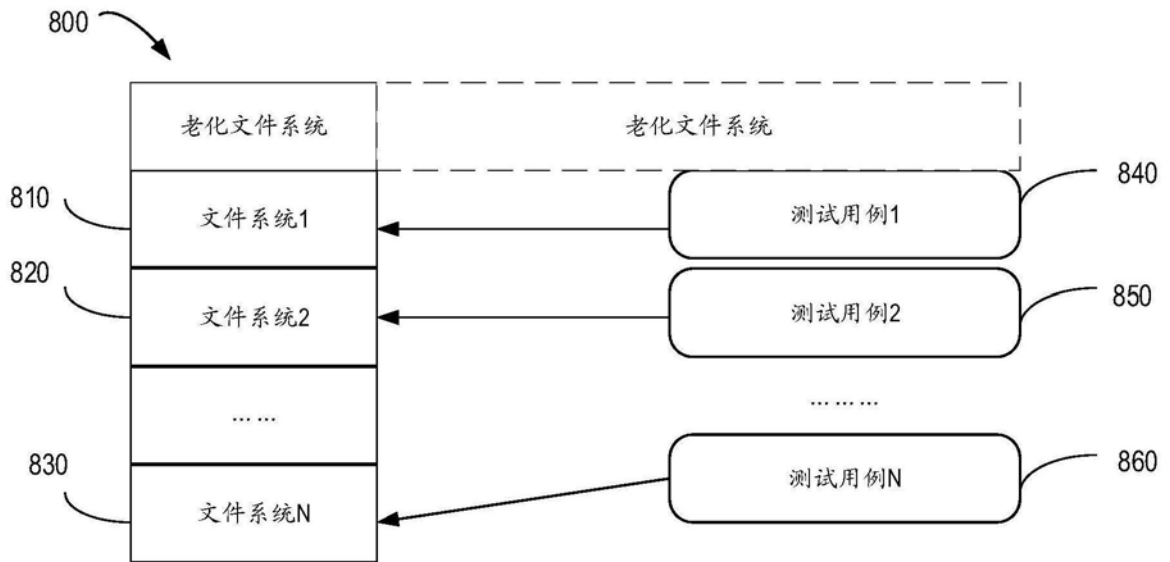 800
老化文件系统 老化文件系统
810 文件系统1 测试用例1 840
820 文件系统2 测试用例2 850
…… ………
830 文件系统N 测试用例N 860